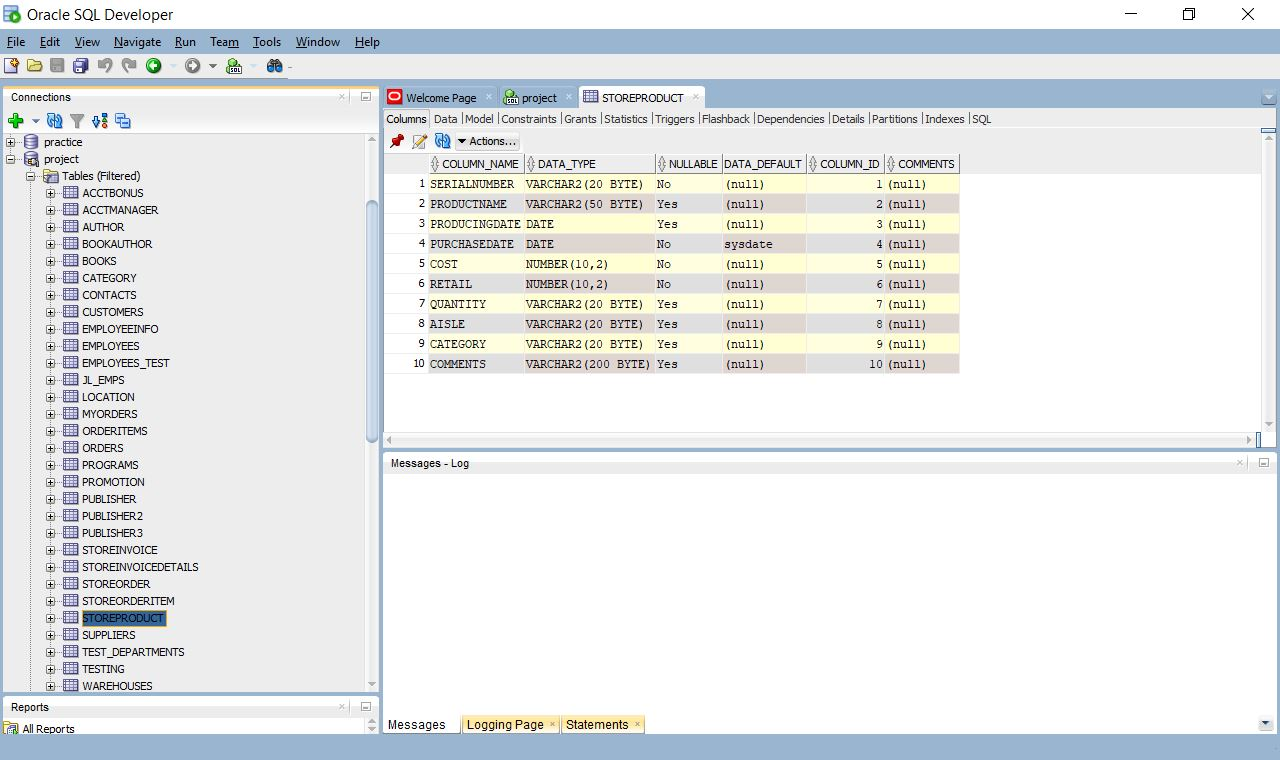 Oracle SQL Developer
File Edit View Navigate Run Team Tools Window Help
Connections
practice
project
Tables (Filtered)
ACCTBONUS
ACCTMANAGER
AUTHOR
BOOKAUTHOR
BOOKS
CATEGORY
CONTACTS
CUSTOMERS
EMPLOYEEINFO
EMPLOYEES
EMPLOYEES_TEST
JL_EMPS
LOCATION
MYORDERS
ORDERITEMS
ORDERS
PROGRAMS
PROMOTION
PUBLISHER
PUBLISHER2
PUBLISHER3
STOREINVOICE
STOREINVOICEDETAILS
STOREORDER
STOREORDERITEM
STOREPRODUCT
SUPPLIERS
TEST_DEPARTMENTS
TESTING
WAREHOUSES
Reports
All Reports
Welcome Page project STOREPRODUCT
Columns Data Model Constraints Grants Statistics Triggers Flashback Dependencies Details Partitions Indexes SQL
Actions...
COLUMN_NAME DATA_TYPE NULLABLE DATA_DEFAULT COLUMN_ID COMMENTS
1 SERIALNUMBER VARCHAR2(20 BYTE) No (null) 1 (null)
2 PRODUCTNAME VARCHAR2(50 BYTE) Yes (null) 2 (null)
3 PRODUCINGDATE DATE Yes (null) 3 (null)
4 PURCHASEDATE DATE No sysdate 4 (null)
5 COST NUMBER(10,2) No (null) 5 (null)
6 RETAIL NUMBER(10,2) No (null) 6 (null)
7 QUANTITY VARCHAR2(20 BYTE) Yes (null) 7 (null)
8 AISLE VARCHAR2(20 BYTE) Yes (null) 8 (null)
9 CATEGORY VARCHAR2(20 BYTE) Yes (null) 9 (null)
10 COMMENTS VARCHAR2(200 BYTE) Yes (null) 10 (null)
Messages - Log
Messages Logging Page Statements